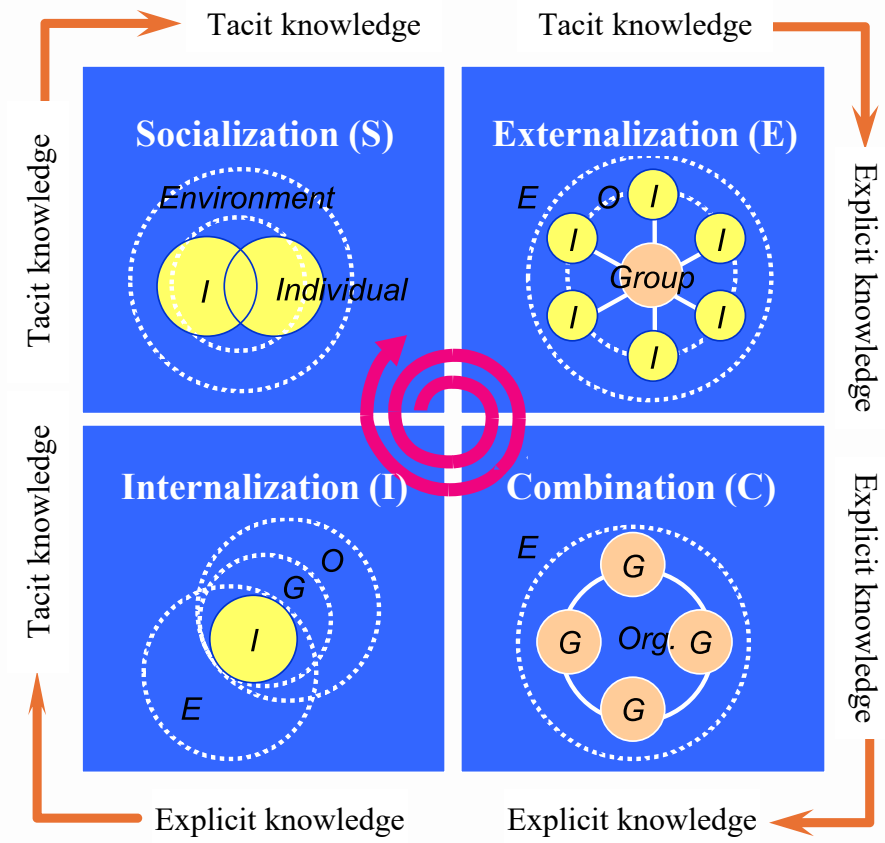 Tacit knowledge
Tacit knowledge
Tacit knowledge
Socialization (S)
Environment
I
Individual
Externalization (E)
E
O
I
I
I
Group
I
I
I
Explicit knowledge
Tacit knowledge
Internalization (I)
O
G
I
E
Combination (C)
E
G
G
Org.
G
G
Explicit knowledge
Explicit knowledge
Explicit knowledge